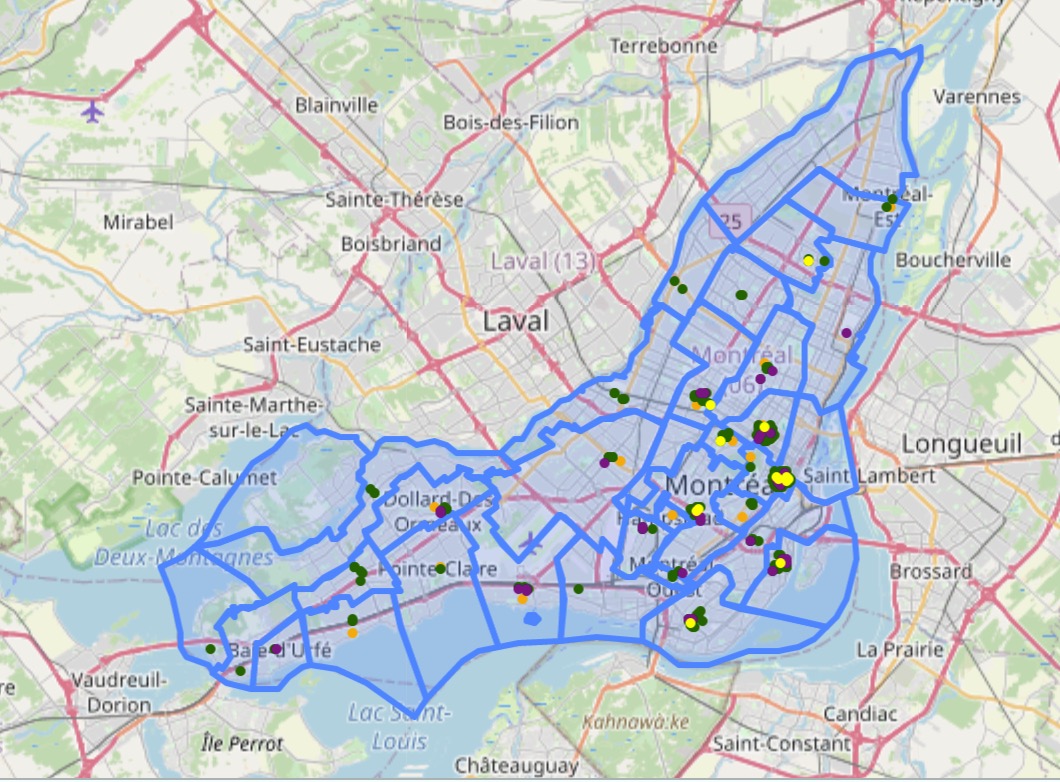 Repentigny
Terrebonne
Blainville
Varennes
Bois-des-Filion
Sainte-Thérèse
Montréal-
Est
25
Mirabel
Boisbriand
Laval (13)
Boucherville
Laval
Saint-Eustache
Montréal
(06)
Sainte-Marthe-
sur-le-Lac
Longueuil
Pointe-Calumet
Saint-Lambert
Montréal
Dollard-Des
Ormeaux
Lac des
Deux-Montagnes
Pointe-Claire
Montréal
Ouest
Brossard
Baie-d'Urfé
La Prairie
Vaudreuil-
Dorion
Lac Saint-
Louis
Kahnawà:ke
Candiac
Île Perrot
Saint-Constant
Châteauguay